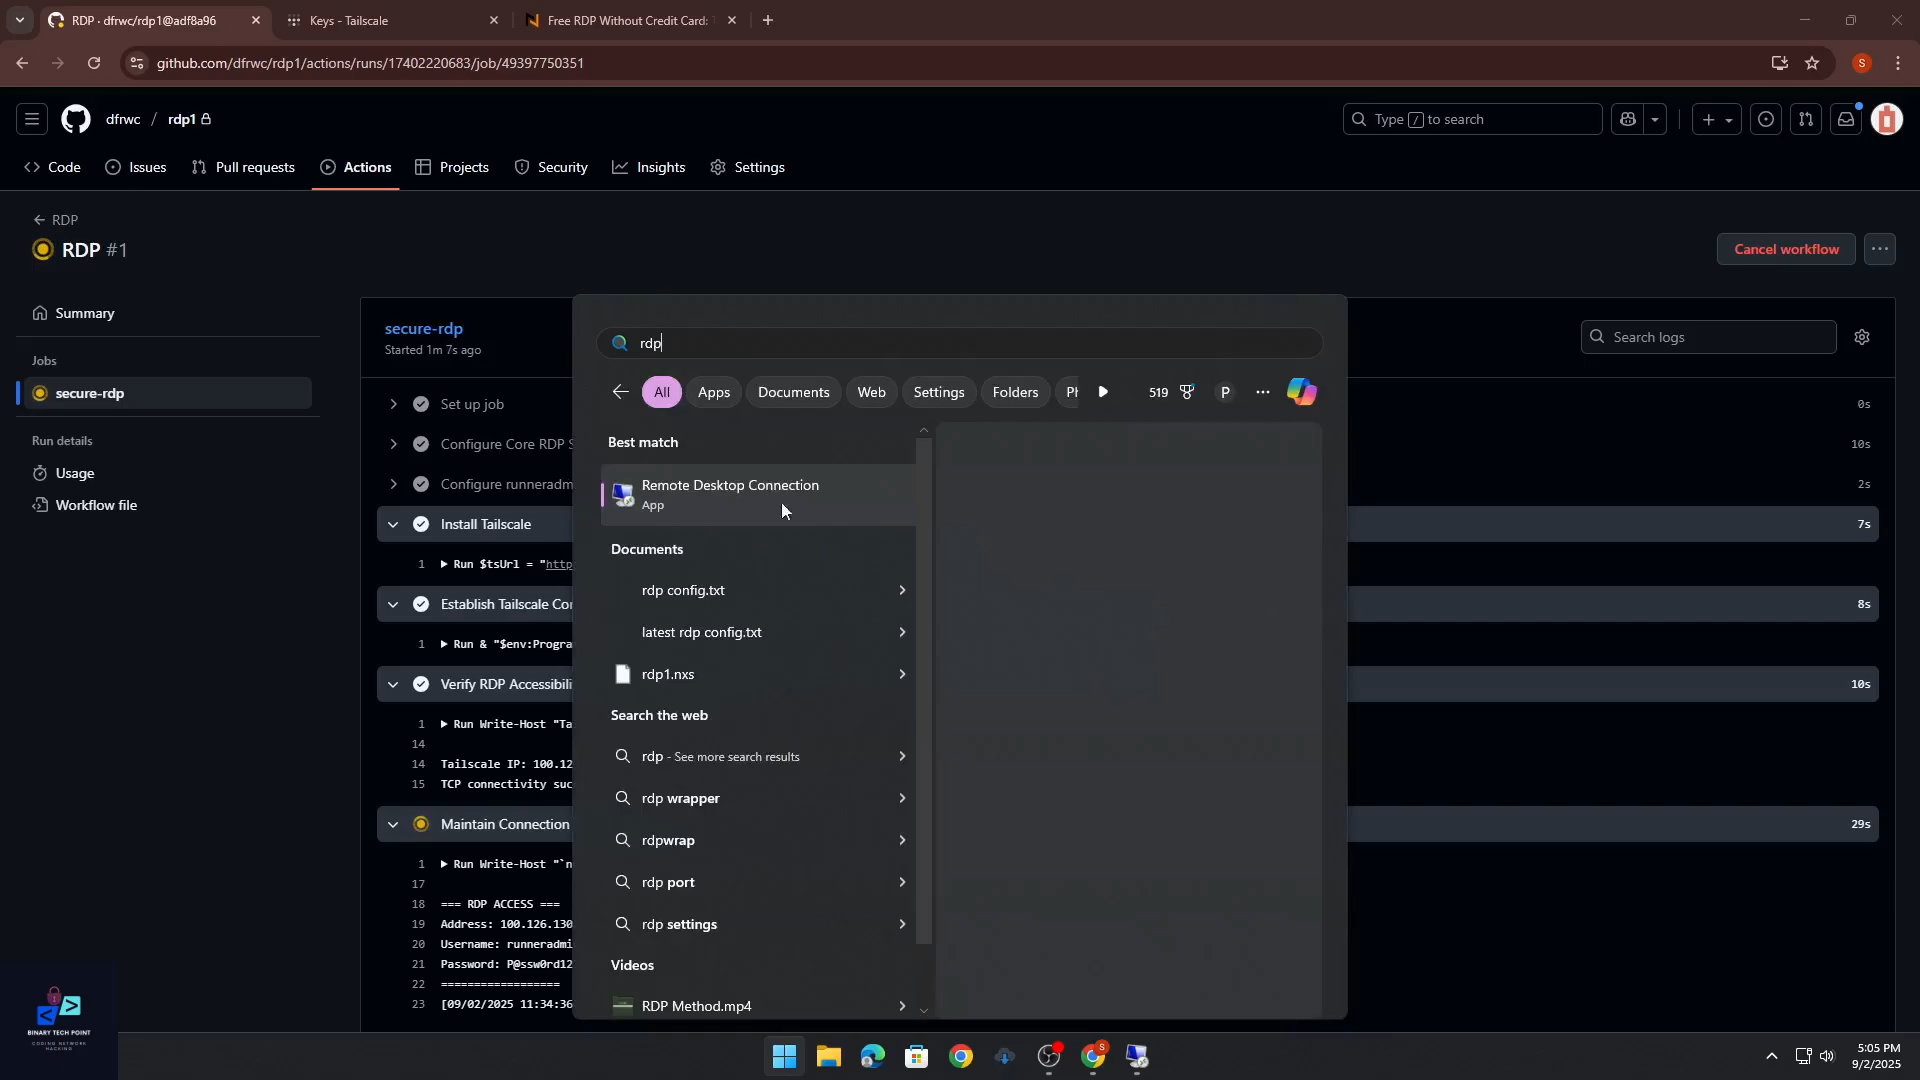 RDP · dfrwc/rdp1@adf8a96
Keys - Tailscale
Free RDP Without Credit Card:
github.com/dfrwc/rdp1/actions/runs/17402220683/job/49397750351
S
dfrwc / rdp1
Type / to search
Code
Issues
Pull requests
Actions
Projects
Security
Insights
Settings
RDP
RDP #1
Cancel workflow
Summary
Jobs
secure-rdp
Run details
Usage
Workflow file
secure-rdp
Started 1m 7s ago
Search logs
Set up job
0s
Configure Core RDP S
10s
Configure runneradm
2s
Install Tailscale
7s
1 Run $tsUrl = "http
Establish Tailscale Cor
8s
1 Run & "$env:Progra
Verify RDP Accessibili
10s
1 Run Write-Host "Ta
14
14 Tailscale IP: 100.12
15 TCP connectivity suc
Maintain Connection
29s
1 Run Write-Host "`n
17
18 === RDP ACCESS ===
19 Address: 100.126.130
20 Username: runneradmi
21 Password: P@ssw0rd12
22 ==================
23 [09/02/2025 11:34:36
rdp
All
Apps
Documents
Web
Settings
Folders
Ph
519
P
Best match
Remote Desktop Connection
App
Documents
rdp config.txt
latest rdp config.txt
rdp1.nxs
Search the web
rdp - See more search results
rdp wrapper
rdpwrap
rdp port
rdp settings
Videos
RDP Method.mp4
BINARY TECH POINT
CODING NETWORK
HACKING
S
5:05 PM
9/2/2025